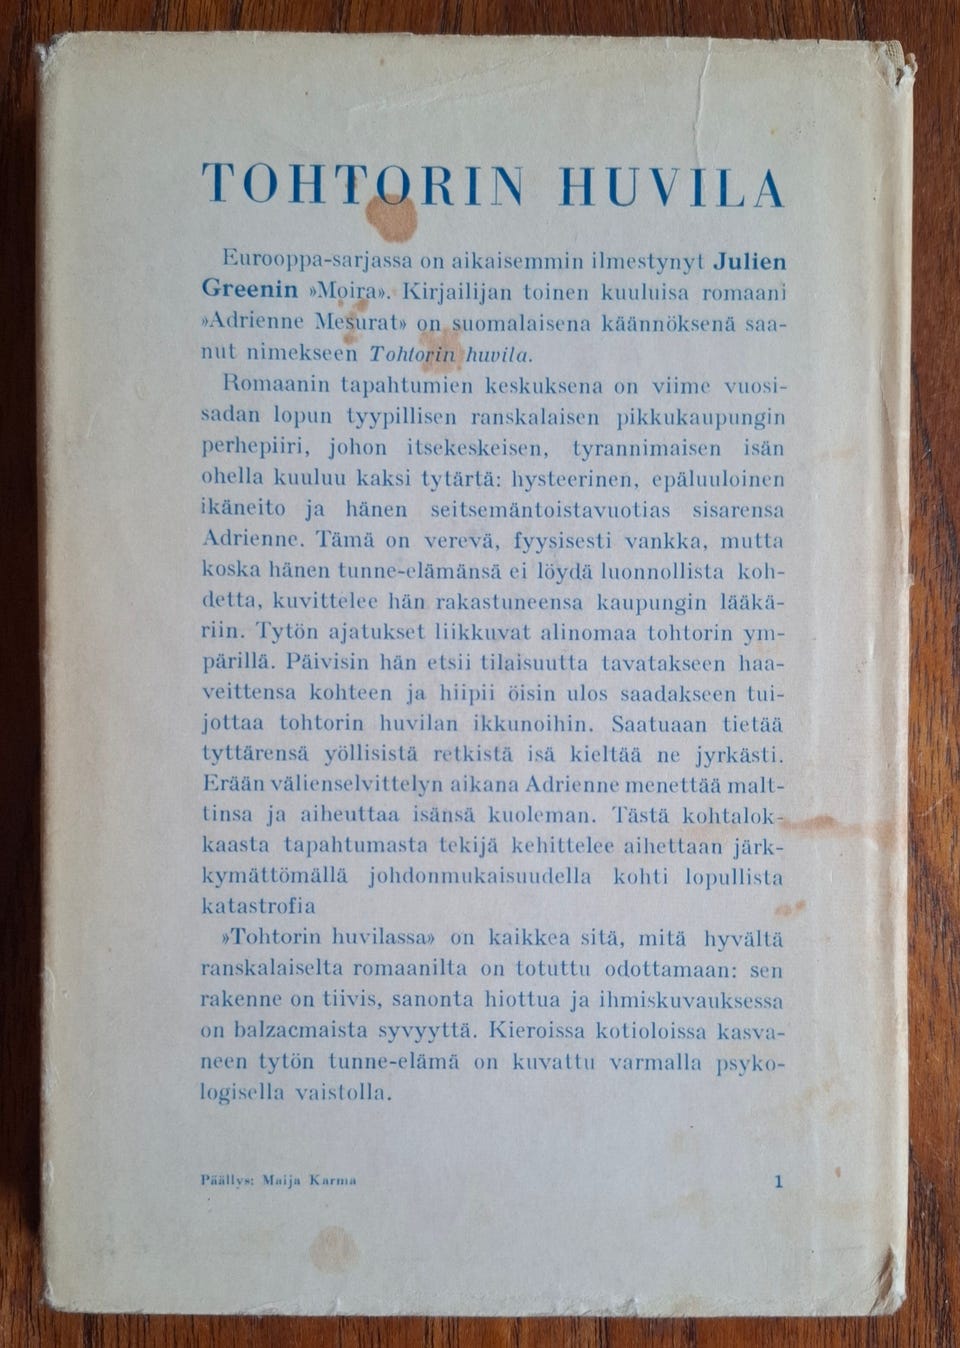 TOHTORIN HUVILA
Eurooppa-sarjassa on aikaisemmin ilmestynyt Julien
Greenin »Moira». Kirjailijan toinen kuuluisa romaani
»Adrienne Mesurat» on suomalaisena käännöksenä saa-
nut nimekseen Tohtorin huvila.
Romaanin tapahtumien keskuksena on viime vuosi-
sadan lopun tyypillisen ranskalaisen pikkukaupungin
perhepiiri, johon itsekeskeisen, tyrannimaisen isän
ohella kuuluu kaksi tytärtä: hysteerinen, epäluuloinen
ikäneito ja hänen seitsemäntoistavuotias sisarensa
Adrienne. Tämä on verevä, fyysisesti vankka, mutta
koska hänen tunne-elämänsä ei löydä luonnollista koh-
detta, kuvittelee hän rakastuneensa kaupungin lääkä-
riin. Tytön ajatukset liikkuvat alinomaa tohtorin ym-
pärillä. Päivisin hän etsii tilaisuutta tavatakseen haa-
veittensa kohteen ja hiipii öisin ulos saadakseen tui-
jottaa tohtorin huvilan ikkunoihin. Saatuaan tietää
tyttärensä yöllisistä retkistä isä kieltää ne jyrkästi.
Erään välienselvittelyn aikana Adrienne menettää malt-
tinsa ja aiheuttaa isänsä kuoleman. Tästä kohtalok-
kaasta tapahtumasta tekijä kehittelee aihettaan järk-
kymättömällä johdonmukaisuudella kohti lopullista
katastrofia
»Tohtorin huvilassa» on kaikkea sitä, mitä hyvältä
ranskalaiselta romaanilta on totuttu odottamaan: sen
rakenne on tiivis, sanonta hiottua ja ihmiskuvauksessa
on balzacmaista syvyyttä. Kieroissa kotioloissa kasva-
neen tytön tunne-elämä on kuvattu varmalla psyko-
logisella vaistolla.
Päällys: Maija Karma
1